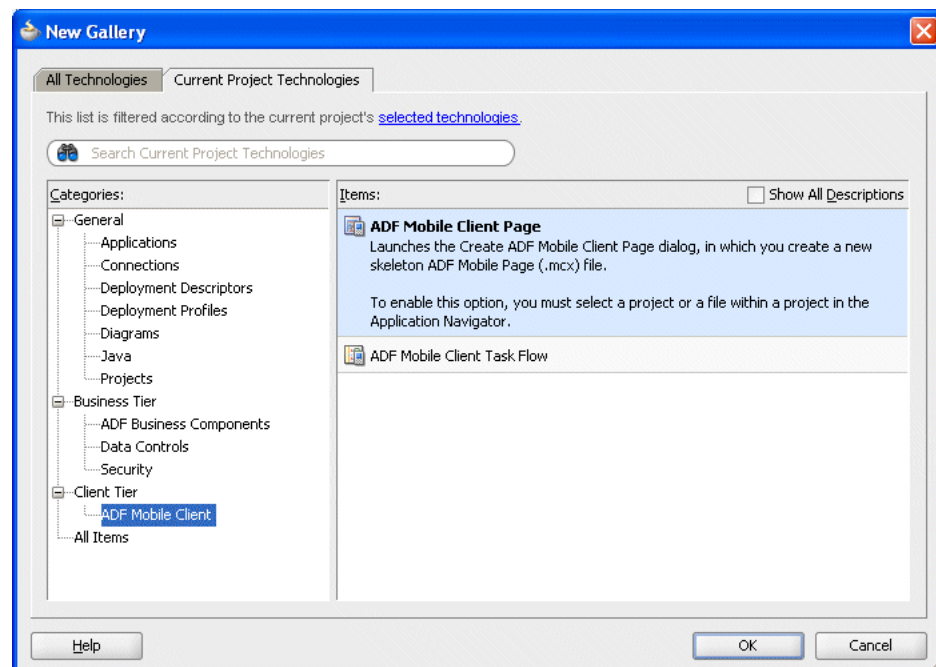 New Gallery
All Technologies
Current Project Technologies
This list is filtered according to the current project's selected technologies.
Search Current Project Technologies
Categories:
General
Applications
Connections
Deployment Descriptors
Deployment Profiles
Diagrams
Java
Projects
Business Tier
ADF Business Components
Data Controls
Security
Client Tier
ADF Mobile Client
All Items
Items:
Show All Descriptions
ADF Mobile Client Page
Launches the Create ADF Mobile Client Page dialog, in which you create a new
skeleton ADF Mobile Page (.mcx) file.
To enable this option, you must select a project or a file within a project in the
Application Navigator.
ADF Mobile Client Task Flow
Help
OK
Cancel